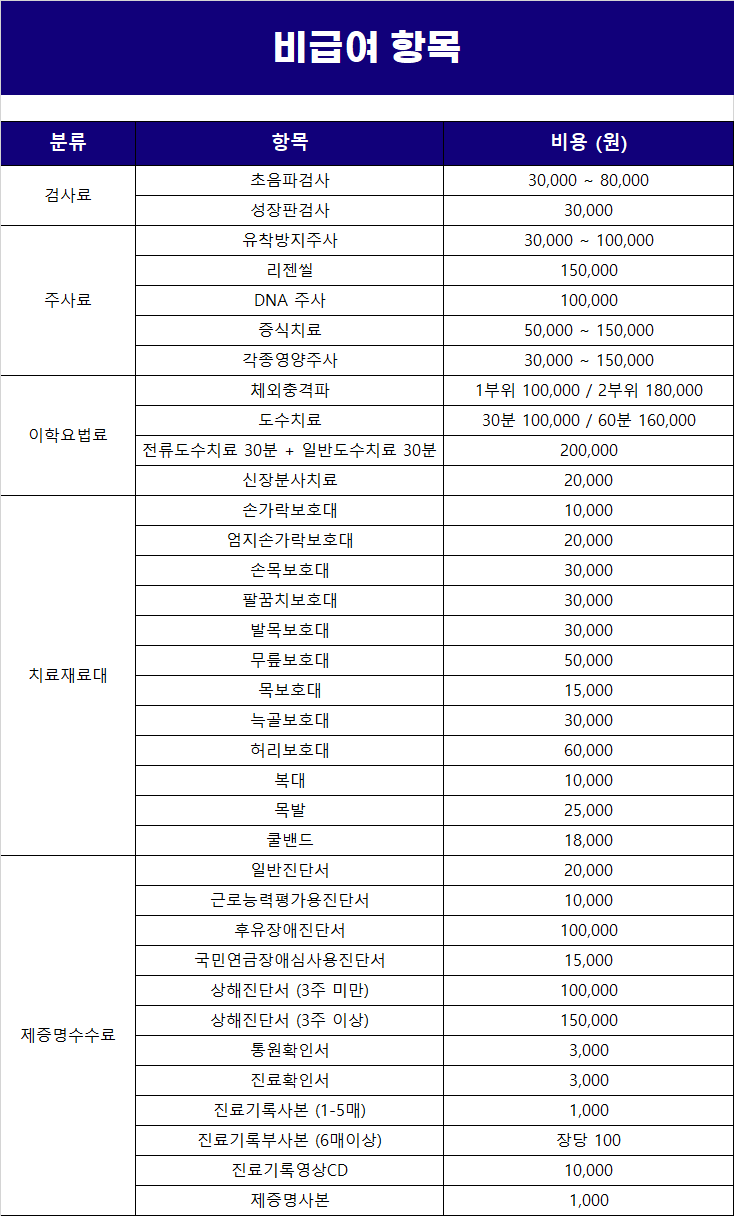 비급여 항목
분류 항목 비용 (원)
검사료
초음파검사 30,000 ~ 80,000
성장판검사 30,000
주사료
유착방지주사 30,000 ~ 100,000
리젠씰 150,000
DNA 주사 100,000
증식치료 50,000 ~ 150,000
각종영양주사 30,000 ~ 150,000
이학요법료
체외충격파 1부위 100,000 / 2부위 180,000
도수치료 30분 100,000 / 60분 160,000
전류도수치료 30분 + 일반도수치료 30분 200,000
신장분사치료 20,000
치료재료대
손가락보호대 10,000
엄지손가락보호대 20,000
손목보호대 30,000
팔꿈치보호대 30,000
발목보호대 30,000
무릎보호대 50,000
목보호대 15,000
늑골보호대 30,000
허리보호대 60,000
복대 10,000
목발 25,000
쿨밴드 18,000
제증명수수료
일반진단서 20,000
근로능력평가용진단서 10,000
후유장애진단서 100,000
국민연금장애심사용진단서 15,000
상해진단서 (3주 미만) 100,000
상해진단서 (3주 이상) 150,000
통원확인서 3,000
진료확인서 3,000
진료기록사본 (1-5매) 1,000
진료기록부사본 (6매이상) 장당 100
진료기록영상CD 10,000
제증명사본 1,000